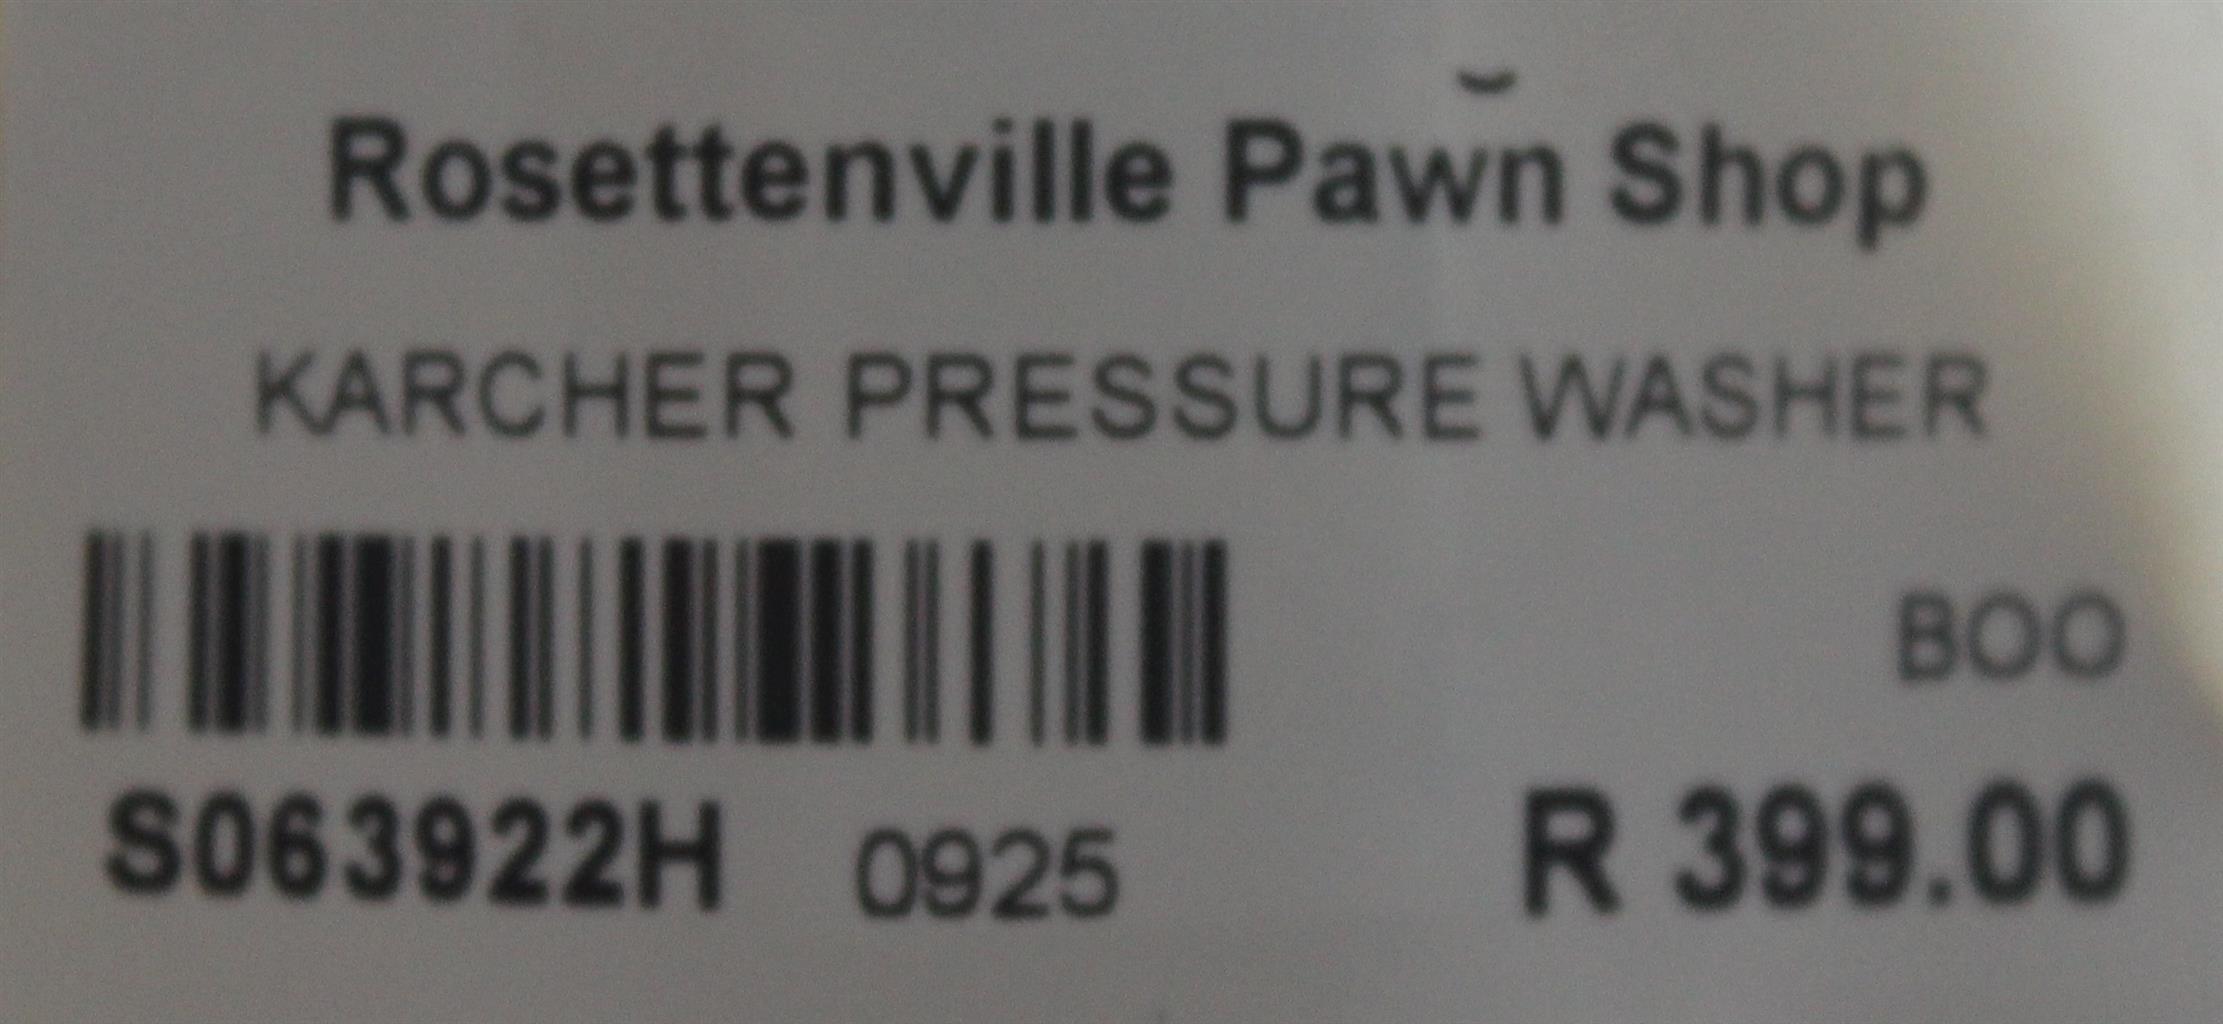 Rosettenville Pawn Shop
KARCHER PRESSURE WASHER
BOO
S063922H 0925 R 399.00